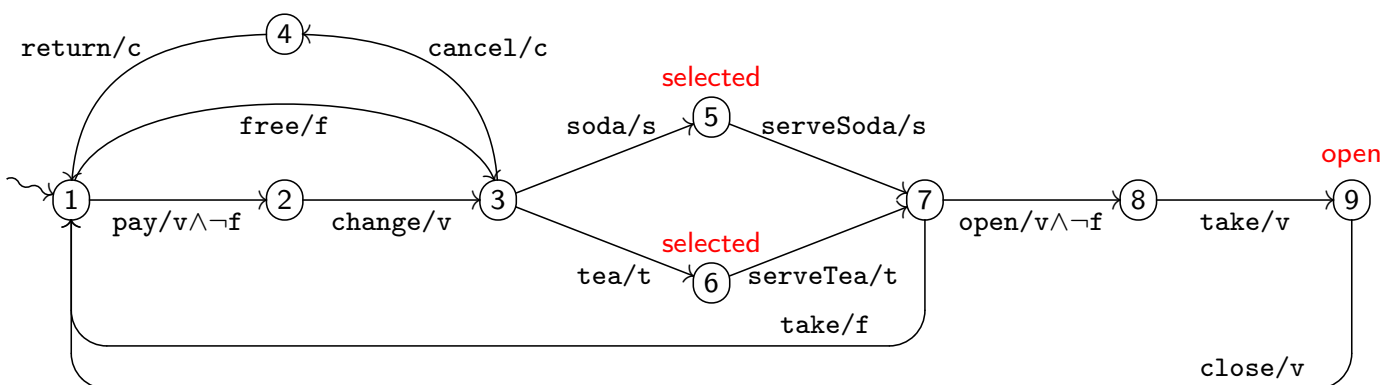 4
return/c
cancel/c
selected
free/f
soda/s
5
serveSoda/s
open
1
pay/v∧¬f
2
change/v
3
7
open/v∧¬f
8
take/v
9
selected
tea/t
6
serveTea/t
take/f
close/v